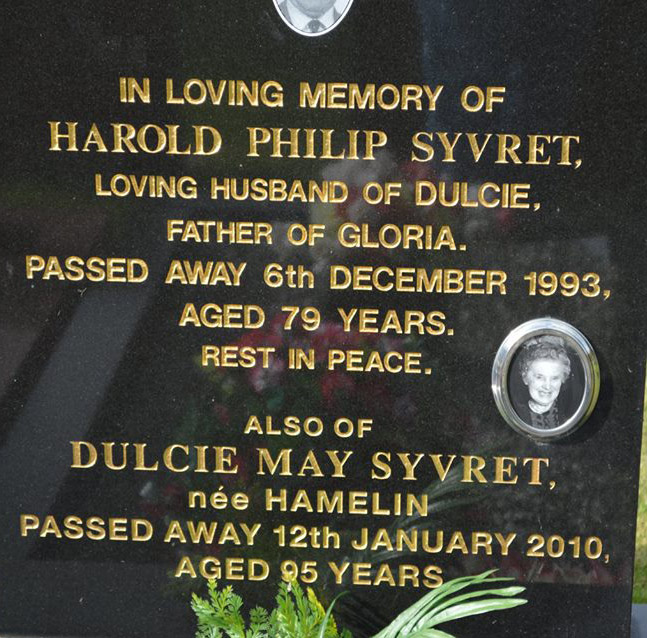 IN LOVING MEMORY OF
HAROLD PHILIP SYVRET,
LOVING HUSBAND OF DULCIE,
FATHER OF GLORIA.
PASSED AWAY 6th DECEMBER 1993,
AGED 79 YEARS.
REST IN PEACE.
ALSO OF
DULCIE MAY SYVRET,
née HAMELIN
PASSED AWAY 12th JANUARY 2010,
AGED 95 YEARS